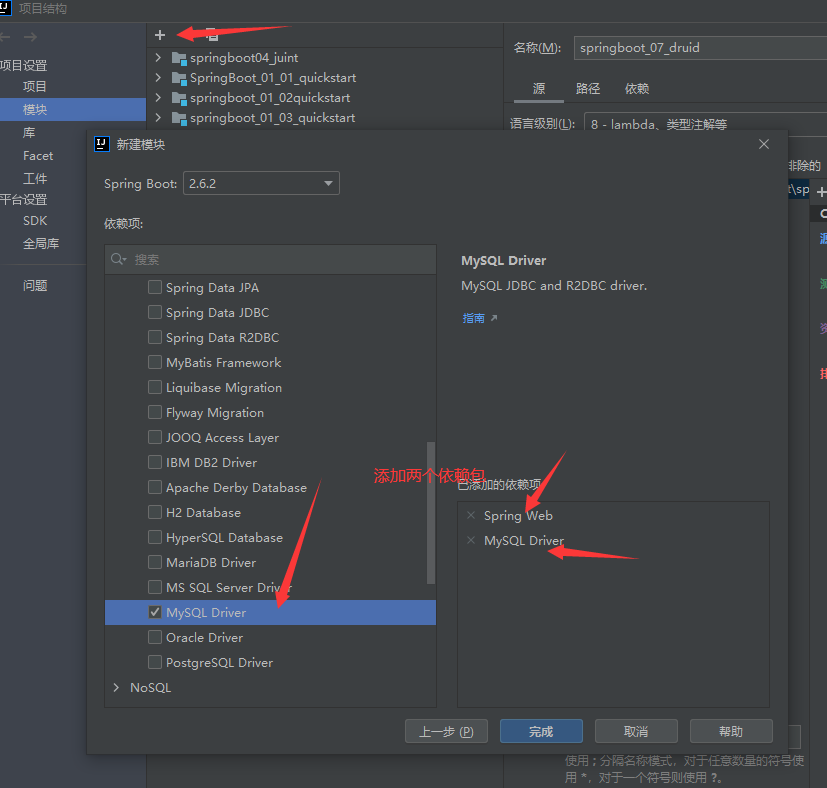 项目结构
项目设置
项目
模块
库
Facet
工件
平台设置
SDK
全局库
问题
springboot04_juint
SpringBoot_01_01_quickstart
springboot_01_02quickstart
springboot_01_03_quickstart
名称(M):
springboot_07_druid
源
路径
依赖
语言级别(L):
8 - lambda、类型注解等
排除的
t\sp
新建模块
Spring Boot:
2.6.2
依赖项:
搜索
Spring Data JPA
Spring Data JDBC
Spring Data R2DBC
MyBatis Framework
Liquibase Migration
Flyway Migration
JOOQ Access Layer
IBM DB2 Driver
Apache Derby Database
H2 Database
HyperSQL Database
MariaDB Driver
MS SQL Server Driver
MySQL Driver
Oracle Driver
PostgreSQL Driver
NoSQL
MySQL Driver
MySQL JDBC and R2DBC driver.
指南
添加两个依赖包
已添加的依赖项
Spring Web
MySQL Driver
上一步 (P)
完成
取消
帮助
使用 ; 分隔名称模式，对于任意数量的符号使
用 *，对于一个符号则使用 ?。